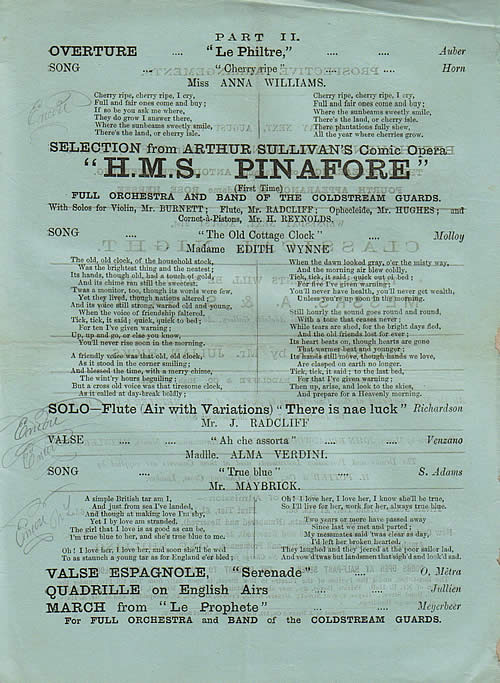 PART II.
OVERTURE .... "Le Philtre," .... .... Auber
SONG .... "Cherry ripe" .... .... Horn
Miss ANNA WILLIAMS.
Encore
Cherry ripe, cherry ripe, ripe, I cry,
Full and fair ones come and buy;
If so be you ask me where,
They do grow I answer there,
Where the sunbeams sweetly smile,
There's the land, or cherry isle.
Cherry ripe, cherry ripe, ripe, I cry,
Full and fair ones come and buy;
Where the sunbeams sweetly smile,
There's the land, or cherry isle,
There plantations fully shew,
All the year where cherries grow.
SELECTION from ARTHUR SULLIVAN'S Comic Opera
"H.M.S. PINAFORE"
(First Time)
FULL ORCHESTRA AND BAND OF THE COLDSTREAM GUARDS.
With Solos for Violin, Mr. BURNETT; Flute, Mr. RADCLIFF; Opheleide, Mr. HUGHES; and
Cornet-à-Pistons, Mr. H. REYNOLDS.
SONG .... "The Old Cottage Clock" .... Molloy
Madame EDITH WYNNE
The old, old clock, of the household stock,
Was the brightest thing and the neatest;
Its hands, though old, had a touch of gold,
And its chime ran still the sweetest.
'Twas a monitor, too, though its words were few,
Yet they lived, though nations altered;
And its voice still strong, warned old and young,
When the voice of friendship faltered,
Tick, tick, it said; quick, quick, to bed;
For ten I've given warning;
Up, up and go, or else you know,
You'll never rise soon in the morning.
A friendly voice was that old, old clock,
As it stood in the corner smiling;
And blessed the time, with a merry chime,
The wint'ry hours beguiling;
But a cross old voice was that tiresome clock,
As it called at day-break boldly;
When the dawn looked gray, o'er the misty way,
And the morning air blew coldly.
Tick, tick, it said; quick out of bed;
For five I've given warning;
You'll never have health, you'll never get wealth,
Unless you're up soon in the morning.
Still hourly the sound goes round and round,
With a tone that ceases never;
While tears are shed, for the bright days fled,
And the old friends lost for ever;
Its heart beats on, though hearts are gone
That warmer beat and younger;
Its hands still move, though hands we love,
Are clasped on earth no longer.
Tick, tick, it said; to the last bed,
For that I've given warning;
Then up, arise, and look to the skies,
And prepare for a Heavenly morning.
SOLO—Flute (Air with Variations) "There is nae luck" Richardson
Mr. J. RADCLIFF
Encore
VALSE .... .... "Ah che assorta" .... .... Venzano
Madlle. ALMA VERDINI.
Encore
SONG .... "True blue" .... S. Adams
Mr. MAYBRICK.
Encore
A simple British tar am I,
And just from sea I've landed,
And though at making love I'm shy,
Yet I by love am stranded.
The girl that I love is as good as can be,
I'm true to her, and she's true to me.
Oh! I love her, I love her, and soon she'll be wed
To as staunch a young tar as for England e'er bled;
Oh! I love her, I love her, I know she'll be true,
So I'll live for her, work for her, always true blue.
Two years or more have passed away
Since last we met and parted;
My messmates said 'twas clear as day,
I'd left her broken hearted.
They laughed and they jeered at the poor sailor lad,
And vow'd 'twas but landsmen that sigh'd and look'd sad.
VALSE ESPAGNOLE, "Serenade" .... O. Métra
QUADRILLE on English Airs .... Jullien
MARCH from "Le Prophete" .... .... Meyerbeer
For FULL ORCHESTRA and BAND of the COLDSTREAM GUARDS.